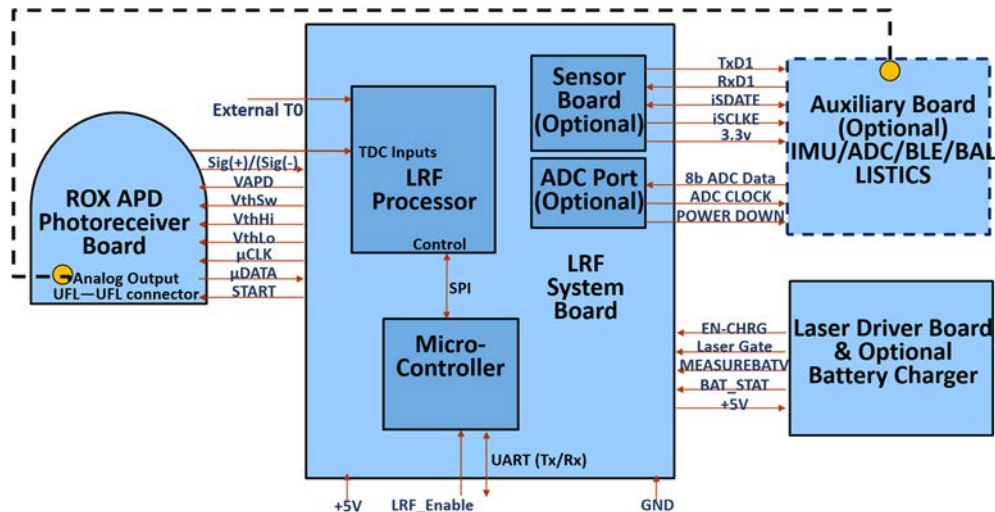 External T0
Sig(+)/(Sig(-)
VAPD
VthSw
VthHi
VthLo
µCLK
µDATA
START
ROX APD
Photoreceiver
Board
Analog Output
UFL—UFL connector
TDC Inputs
LRF
Processor
Control
SPI
Micro-
Controller
UART (Tx/Rx)
+5V
LRF_Enable
GND
Sensor
Board
(Optional)
ADC Port
(Optional)
LRF
System
Board
TxD1
RxD1
iSDATE
iSCLKE
3.3v
8b ADC Data
ADC CLOCK
POWER DOWN
Auxiliary Board
(Optional)
IMU/ADC/BLE/BAL
LISTICS
EN-CHRG
Laser Gate
MEASUREBATV
BAT_STAT
+5V
Laser Driver Board
& Optional
Battery Charger